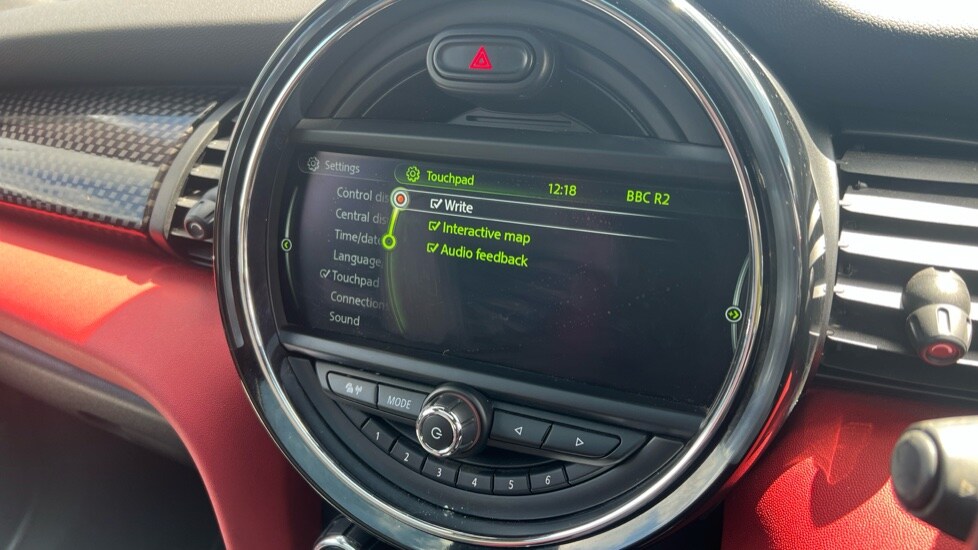 Settings
Touchpad 12:18 BBC R2
Control dis
Central dis
Time/date
Language
Touchpad
Connection
Sound
Write
Interactive map
Audio feedback
MODE
1 2 3 4 5 6